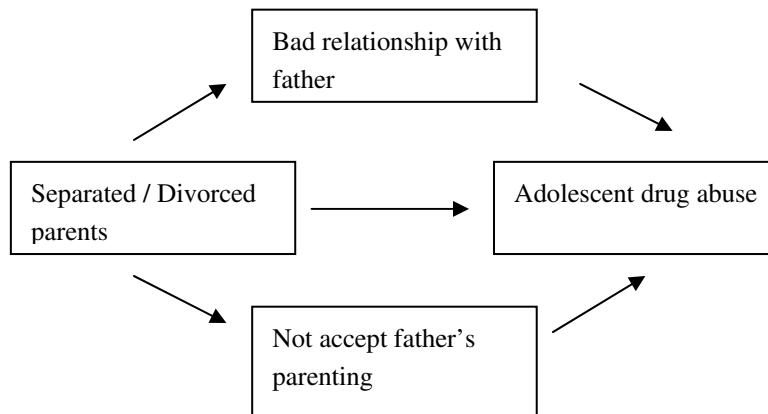 Bad relationship with
father
Separated / Divorced
parents
Adolescent drug abuse
Not accept father’s
parenting